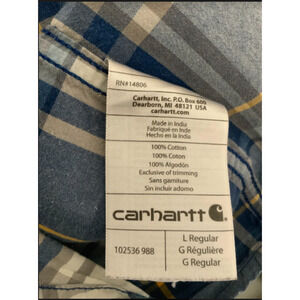 RN#14806
Carhartt, Inc. P.O. Box 600
Dearborn, MI 48121 USA
carhartt.com
Made in India
Fabriqué en Inde
Hecho en la India
100% Cotton
100% Coton
100% Algodón
Exclusive of trimming
Sans garniture
Sin incluir adorno
carhartt
102536 988
L Regular
G Régulière
G Regular